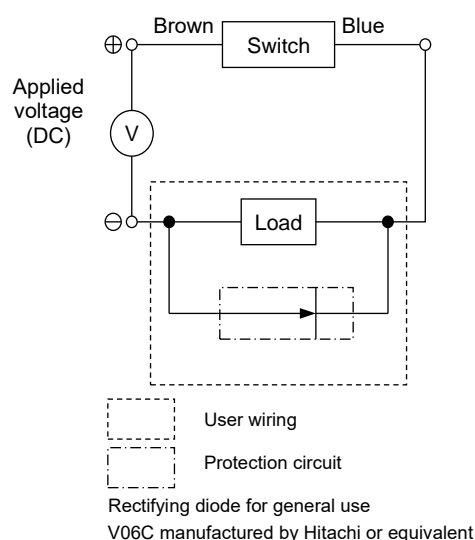 Brown
Switch
Blue
⊕
Applied
voltage
(DC)
V
⊖
Load
User wiring
Protection circuit
Rectifying diode for general use
V06C manufactured by Hitachi or equivalent